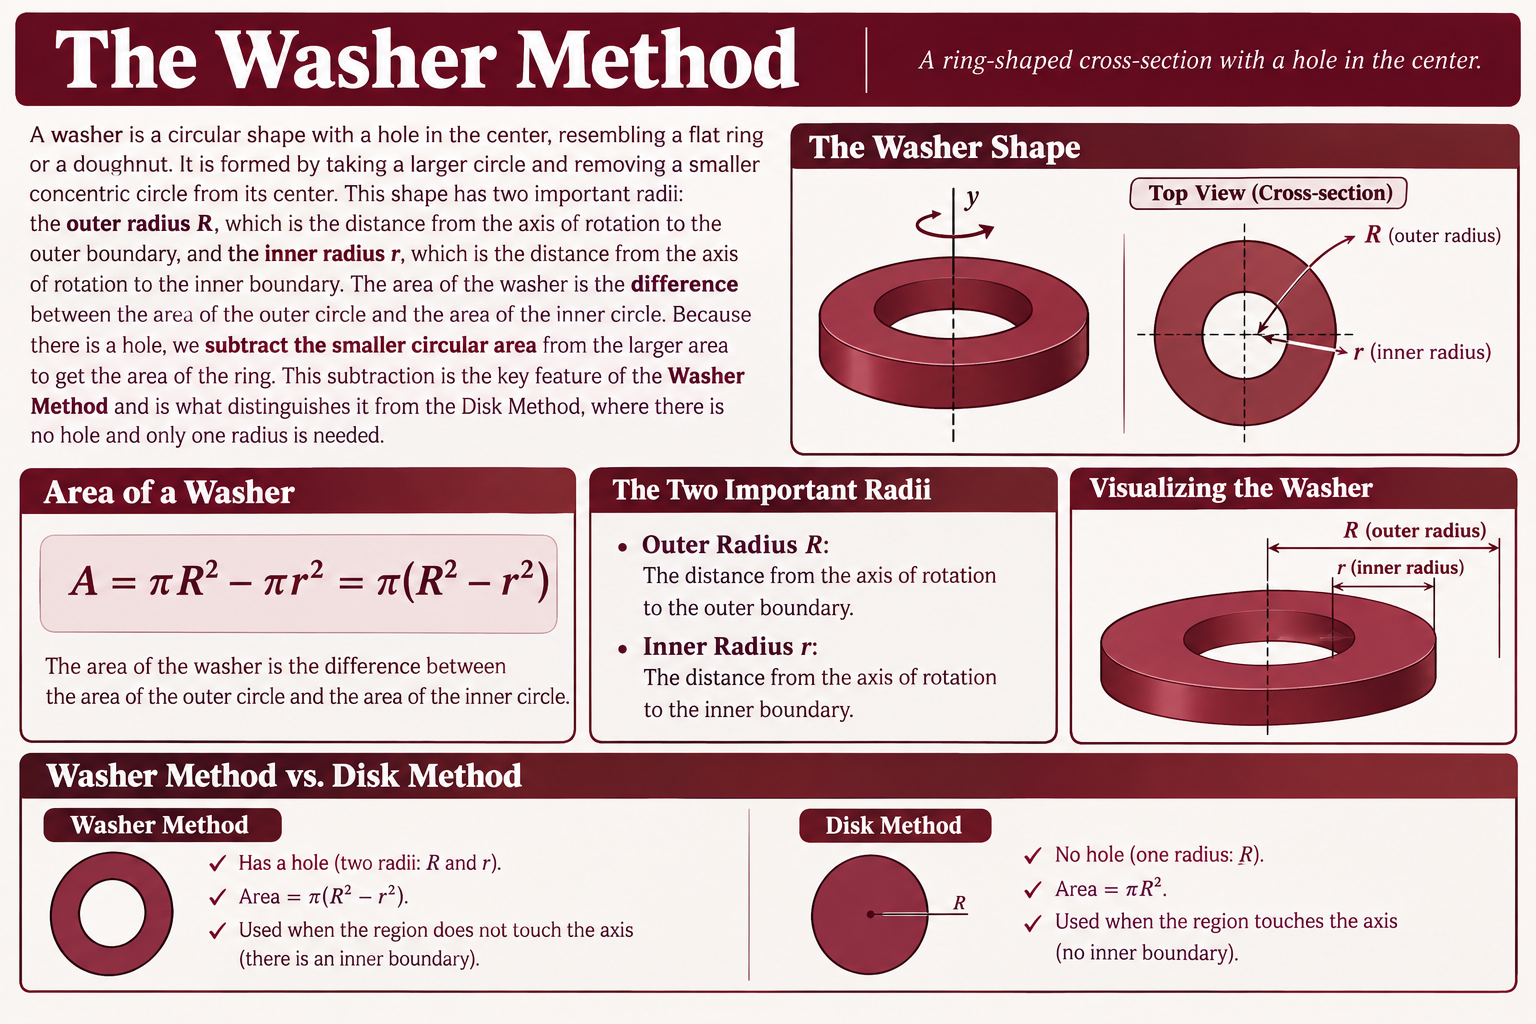 The Washer Method
A ring-shaped cross-section with a hole in the center.
A washer is a circular shape with a hole in the center, resembling a flat ring
or a doughnut. It is formed by taking a larger circle and removing a smaller
concentric circle from its center. This shape has two important radii:
the outer radius R, which is the distance from the axis of rotation to the
outer boundary, and the inner radius r, which is the distance from the axis
of rotation to the inner boundary. The area of the washer is the difference
between the area of the outer circle and the area of the inner circle. Because
there is a hole, we subtract the smaller circular area from the larger area
to get the area of the ring. This subtraction is the key feature of the Washer
Method and is what distinguishes it from the Disk Method, where there is
no hole and only one radius is needed.
The Washer Shape
y
Top View (Cross-section)
R (outer radius)
r (inner radius)
Area of a Washer
A = πR² − πr² = π(R² − r²)
The area of the washer is the difference between
the area of the outer circle and the area of the inner circle.
The Two Important Radii
• Outer Radius R:
The distance from the axis of rotation
to the outer boundary.
• Inner Radius r:
The distance from the axis of rotation
to the inner boundary.
Visualizing the Washer
R (outer radius)
r (inner radius)
Washer Method vs. Disk Method
Washer Method
✓ Has a hole (two radii: R and r).
✓ Area = π(R² − r²).
✓ Used when the region does not touch the axis
(there is an inner boundary).
Disk Method
R
✓ No hole (one radius: R).
✓ Area = πR².
✓ Used when the region touches the axis
(no inner boundary).